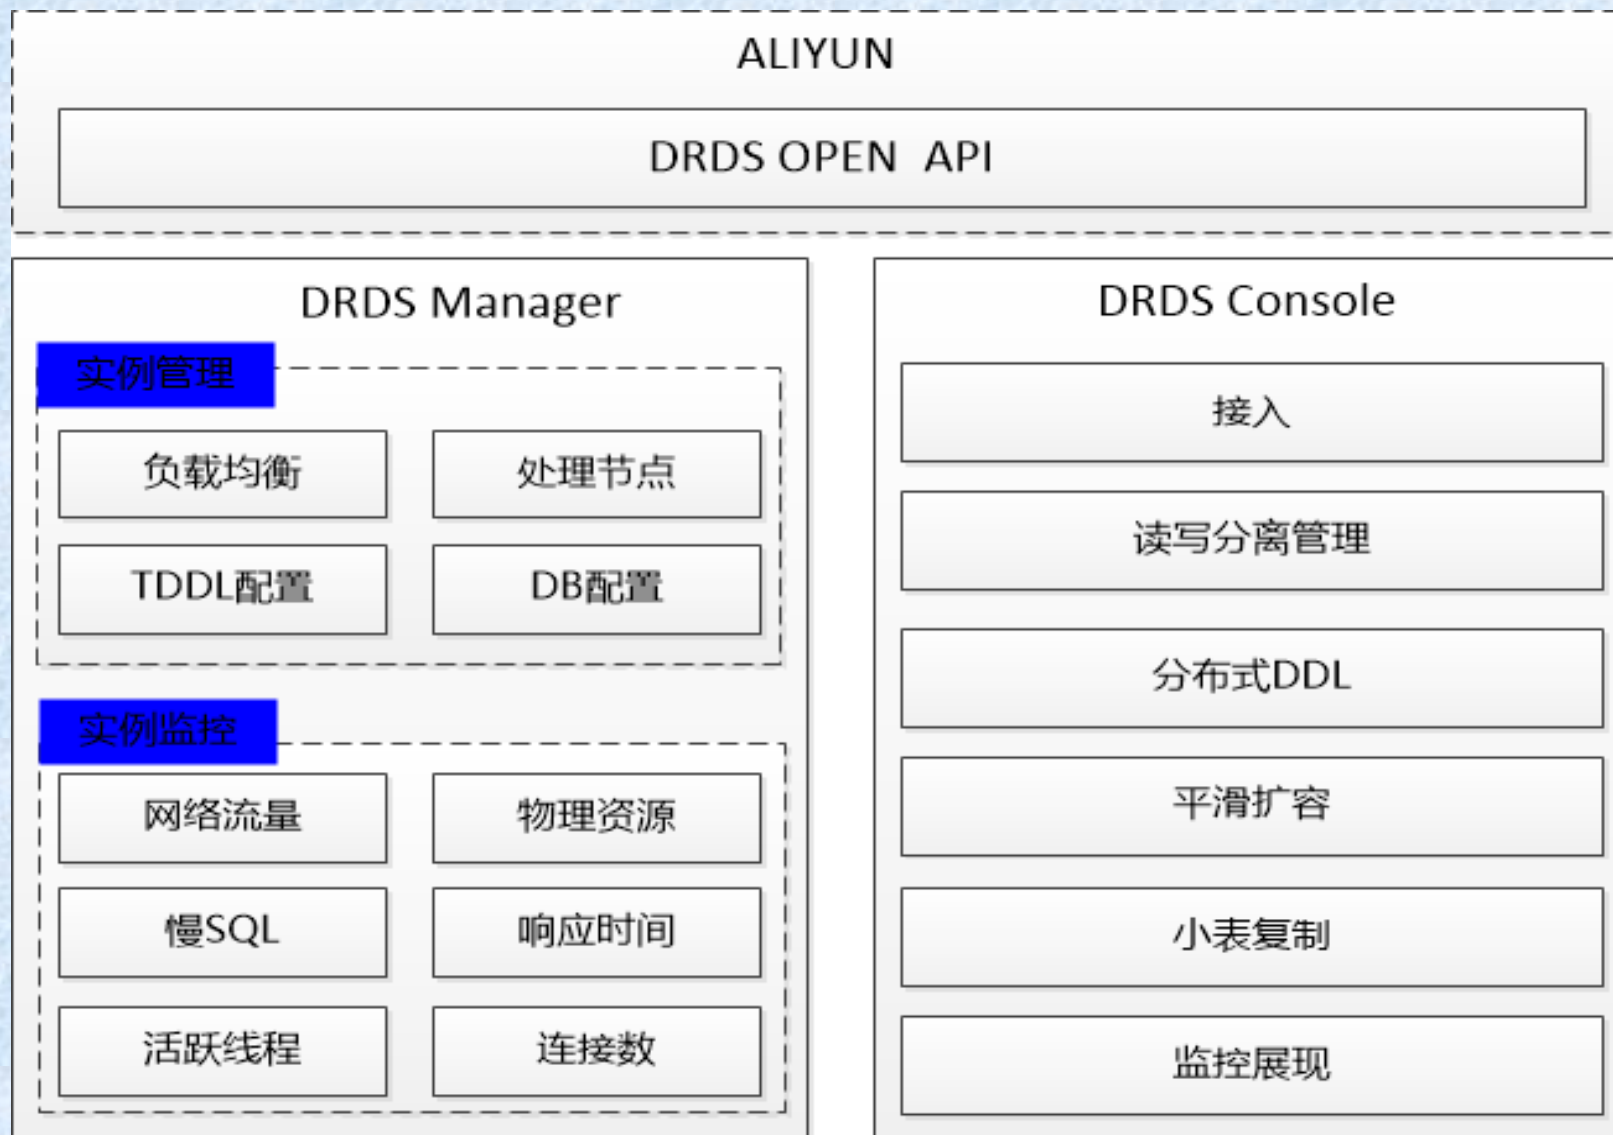 ALIYUN
DRDS OPEN  API
DRDS Manager
实例管理
负载均衡
处理节点
TDDL配置
DB配置
实例监控
网络流量
物理资源
慢SQL
响应时间
活跃线程
连接数
DRDS Console
接入
读写分离管理
分布式DDL
平滑扩容
小表复制
监控展现